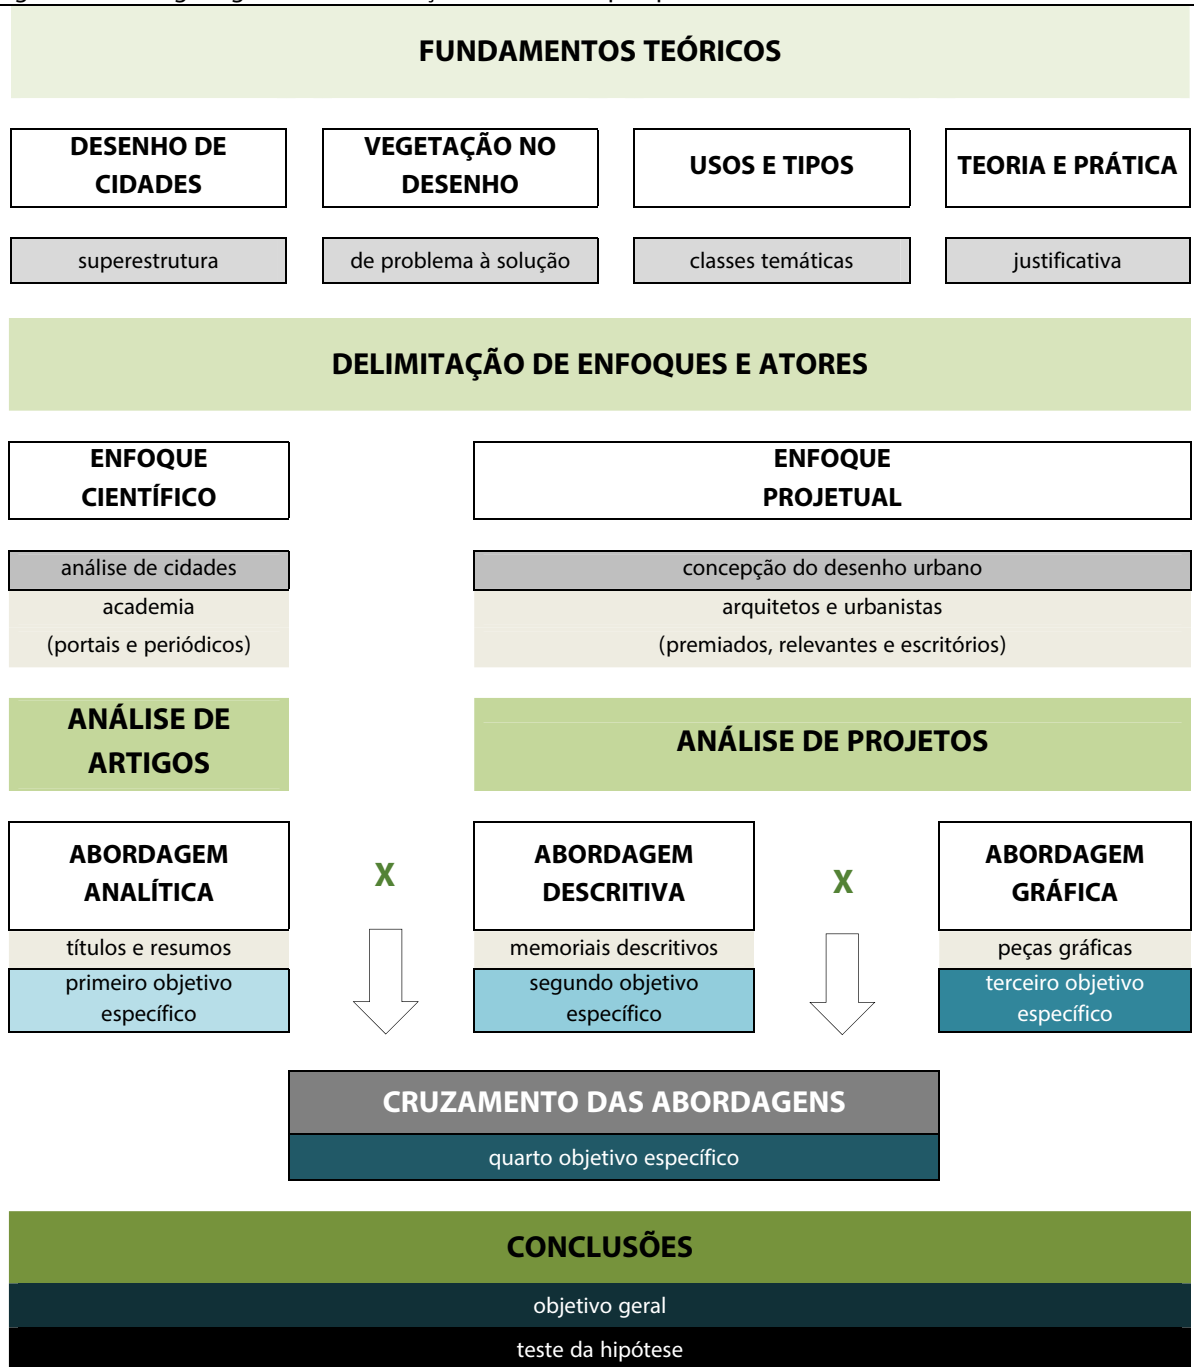 FUNDAMENTOS TEÓRICOS
DESENHO DE
CIDADES
VEGETAÇÃO NO
DESENHO
USOS E TIPOS
TEORIA E PRÁTICA
superestrutura
de problema à solução
classes temáticas
justificativa
DELIMITAÇÃO DE ENFOQUES E ATORES
ENFOQUE
CIENTÍFICO
ENFOQUE
PROJETUAL
análise de cidades
academia
(portais e periódicos)
concepção do desenho urbano
arquitetos e urbanistas
(premiados, relevantes e escritórios)
ANÁLISE DE
ARTIGOS
ANÁLISE DE PROJETOS
ABORDAGEM
ANALÍTICA
X
ABORDAGEM
DESCRITIVA
X
ABORDAGEM
GRÁFICA
títulos e resumos
memoriais descritivos
peças gráficas
primeiro objetivo
específico
segundo objetivo
específico
terceiro objetivo
específico
CRUZAMENTO DAS ABORDAGENS
quarto objetivo específico
CONCLUSÕES
objetivo geral
teste da hipótese